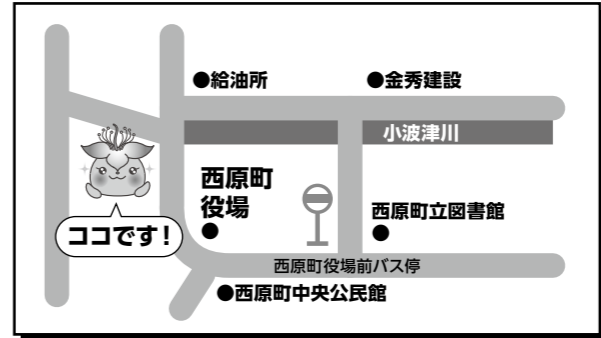 ●給油所
●金秀建設
小波津川
西原町
役場
●
西原町立図書館
●
ココです!
西原町役場前バス停
●西原町中央公民館